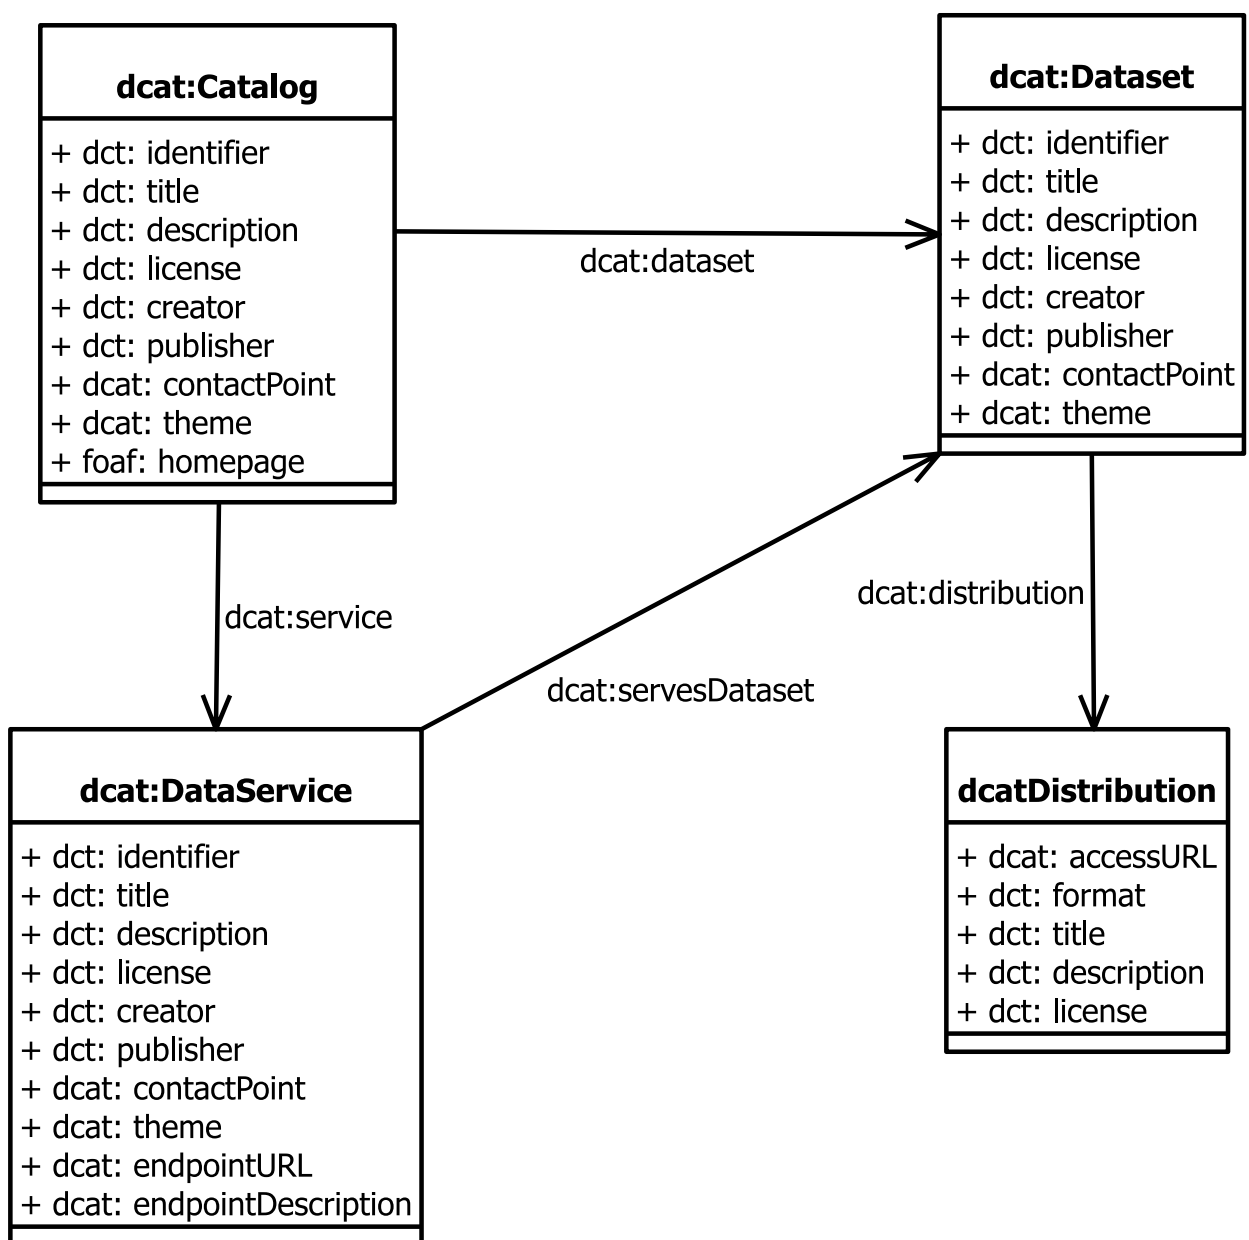 dcat:Catalog
+ dct: identifier
+ dct: title
+ dct: description
+ dct: license
+ dct: creator
+ dct: publisher
+ dcat: contactPoint
+ dcat: theme
+ foaf: homepage
dcat:dataset
dcat:Dataset
+ dct: identifier
+ dct: title
+ dct: description
+ dct: license
+ dct: creator
+ dct: publisher
+ dcat: contactPoint
+ dcat: theme
dcat:service
dcat:servesDataset
dcat:distribution
dcat:DataService
+ dct: identifier
+ dct: title
+ dct: description
+ dct: license
+ dct: creator
+ dct: publisher
+ dcat: contactPoint
+ dcat: theme
+ dcat: endpointURL
+ dcat: endpointDescription
dcatDistribution
+ dcat: accessURL
+ dct: format
+ dct: title
+ dct: description
+ dct: license